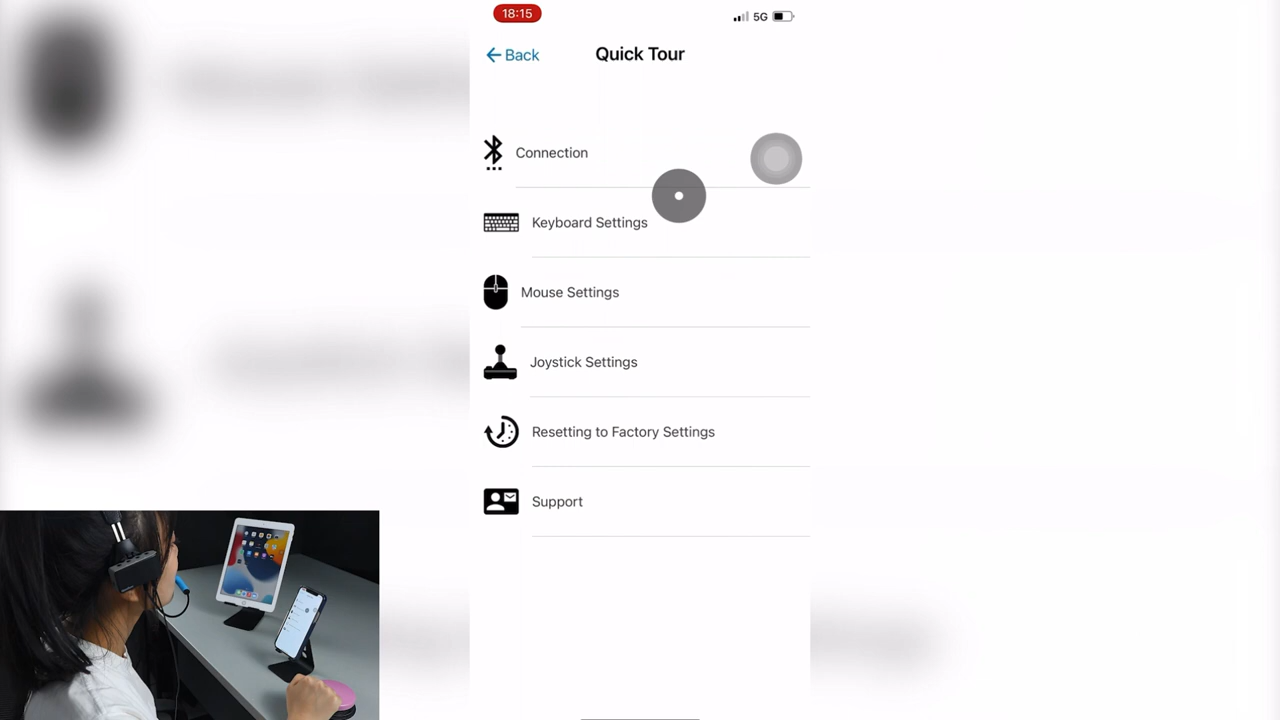 18:15
5G
Back
Quick Tour
Connection
Keyboard Settings
Mouse Settings
Joystick Settings
Resetting to Factory Settings
Support